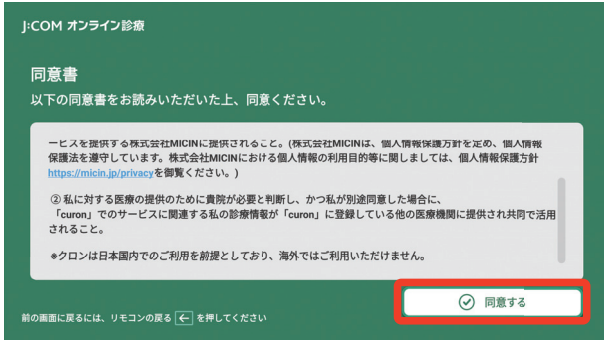 J:COM オンライン診療
同意書
以下の同意書をお読みいただいた上、同意ください。
ービスを提供する株式会社MICINに提供されること。(株式会社MICINは、個人情報保護方針を定め、個人情報
保護法を遵守しています。株式会社MICINにおける個人情報の利用目的等に関しましては、個人情報保護方針
https://micin.jp/privacyを御覧ください。)
② 私に対する医療の提供のために貴院が必要と判断し、かつ私が別途同意した場合に、
「curon」でのサービスに関連する私の診療情報が「curon」に登録している他の医療機関に提供され共同で活用
されること。
※クロンは日本国内でのご利用を前提としており、海外ではご利用いただけません。
同意する
前の画面に戻るには、リモコンの戻る ← を押してください